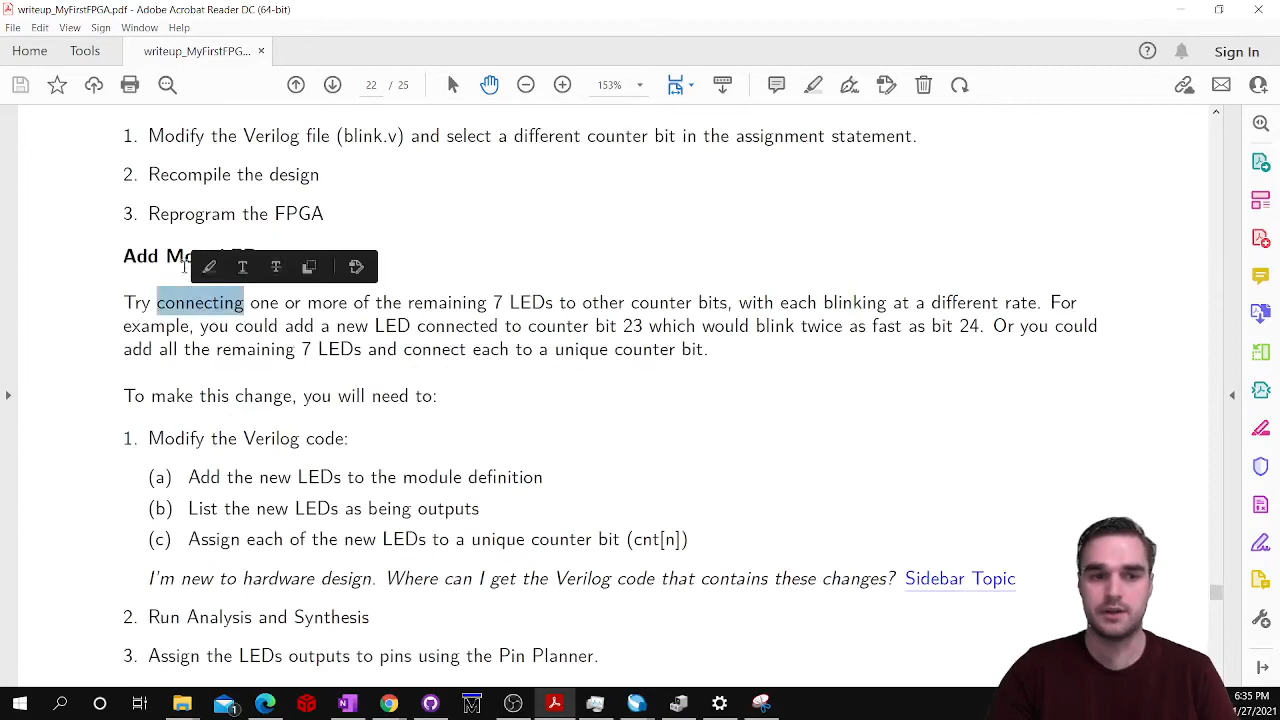 writeup_MyFirstFPGA.pdf - Adobe Acrobat Reader DC (64-bit)
File Edit View Sign Window Help
Home Tools writeup_MyFirstFPG... × Sign In
22 / 25 153%
1. Modify the Verilog file (blink.v) and select a different counter bit in the assignment statement.
2. Recompile the design
3. Reprogram the FPGA
Add
Try connecting one or more of the remaining 7 LEDs to other counter bits, with each blinking at a different rate. For
example, you could add a new LED connected to counter bit 23 which would blink twice as fast as bit 24. Or you could
add all the remaining 7 LEDs and connect each to a unique counter bit.
To make this change, you will need to:
1. Modify the Verilog code:
(a) Add the new LEDs to the module definition
(b) List the new LEDs as being outputs
(c) Assign each of the new LEDs to a unique counter bit (cnt[n])
I'm new to hardware design. Where can I get the Verilog code that contains these changes? Sidebar Topic
2. Run Analysis and Synthesis
3. Assign the LEDs outputs to pins using the Pin Planner.
6:35 PM
1/27/2021